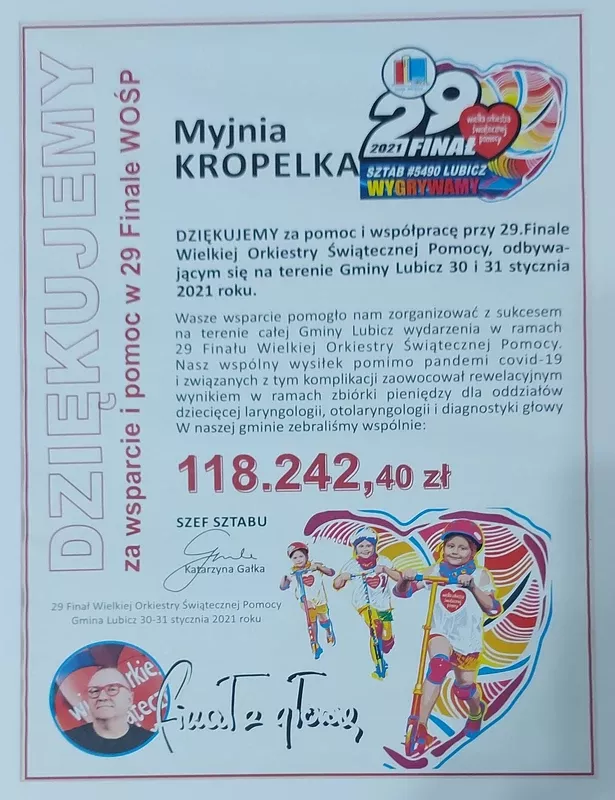 DZIĘKUJEMY
za wsparcie i pomoc w 29 Finale WOŚP
Myjnia
KROPELKA
29
2021 FINAŁ
wielka orkiestra
świątecznej
pomocy
SZTAB #5490 LUBICZ
WYGRYWAMY
DZIĘKUJEMY za pomoc i współpracę przy 29.Finale
Wielkiej Orkiestry Świątecznej Pomocy, odbywa-
jącym się na terenie Gminy Lubicz 30 i 31 stycznia
2021 roku.
Wasze wsparcie pomogło nam zorganizować z sukcesem
na terenie całej Gminy Lubicz wydarzenia w ramach
29 Finału Wielkiej Orkiestry Świątecznej Pomocy.
Nasz wspólny wysiłek pomimo pandemi covid-19
i związanych z tym komplikacji zaowocował rewelacyjnym
wynikiem w ramach zbiórki pieniędzy dla oddziałów
dziecięcej laryngologii, otolaryngologii i diagnostyki głowy
W naszej gminie zebraliśmy wspólnie:
118.242,40 zł
SZEF SZTABU
Katarzyna Gałka
29 Finał Wielkiej Orkiestry Świątecznej Pomocy
Gmina Lubicz 30-31 stycznia 2021 roku
wielka orkiestra
świątecznej
pomocy
finał z głową